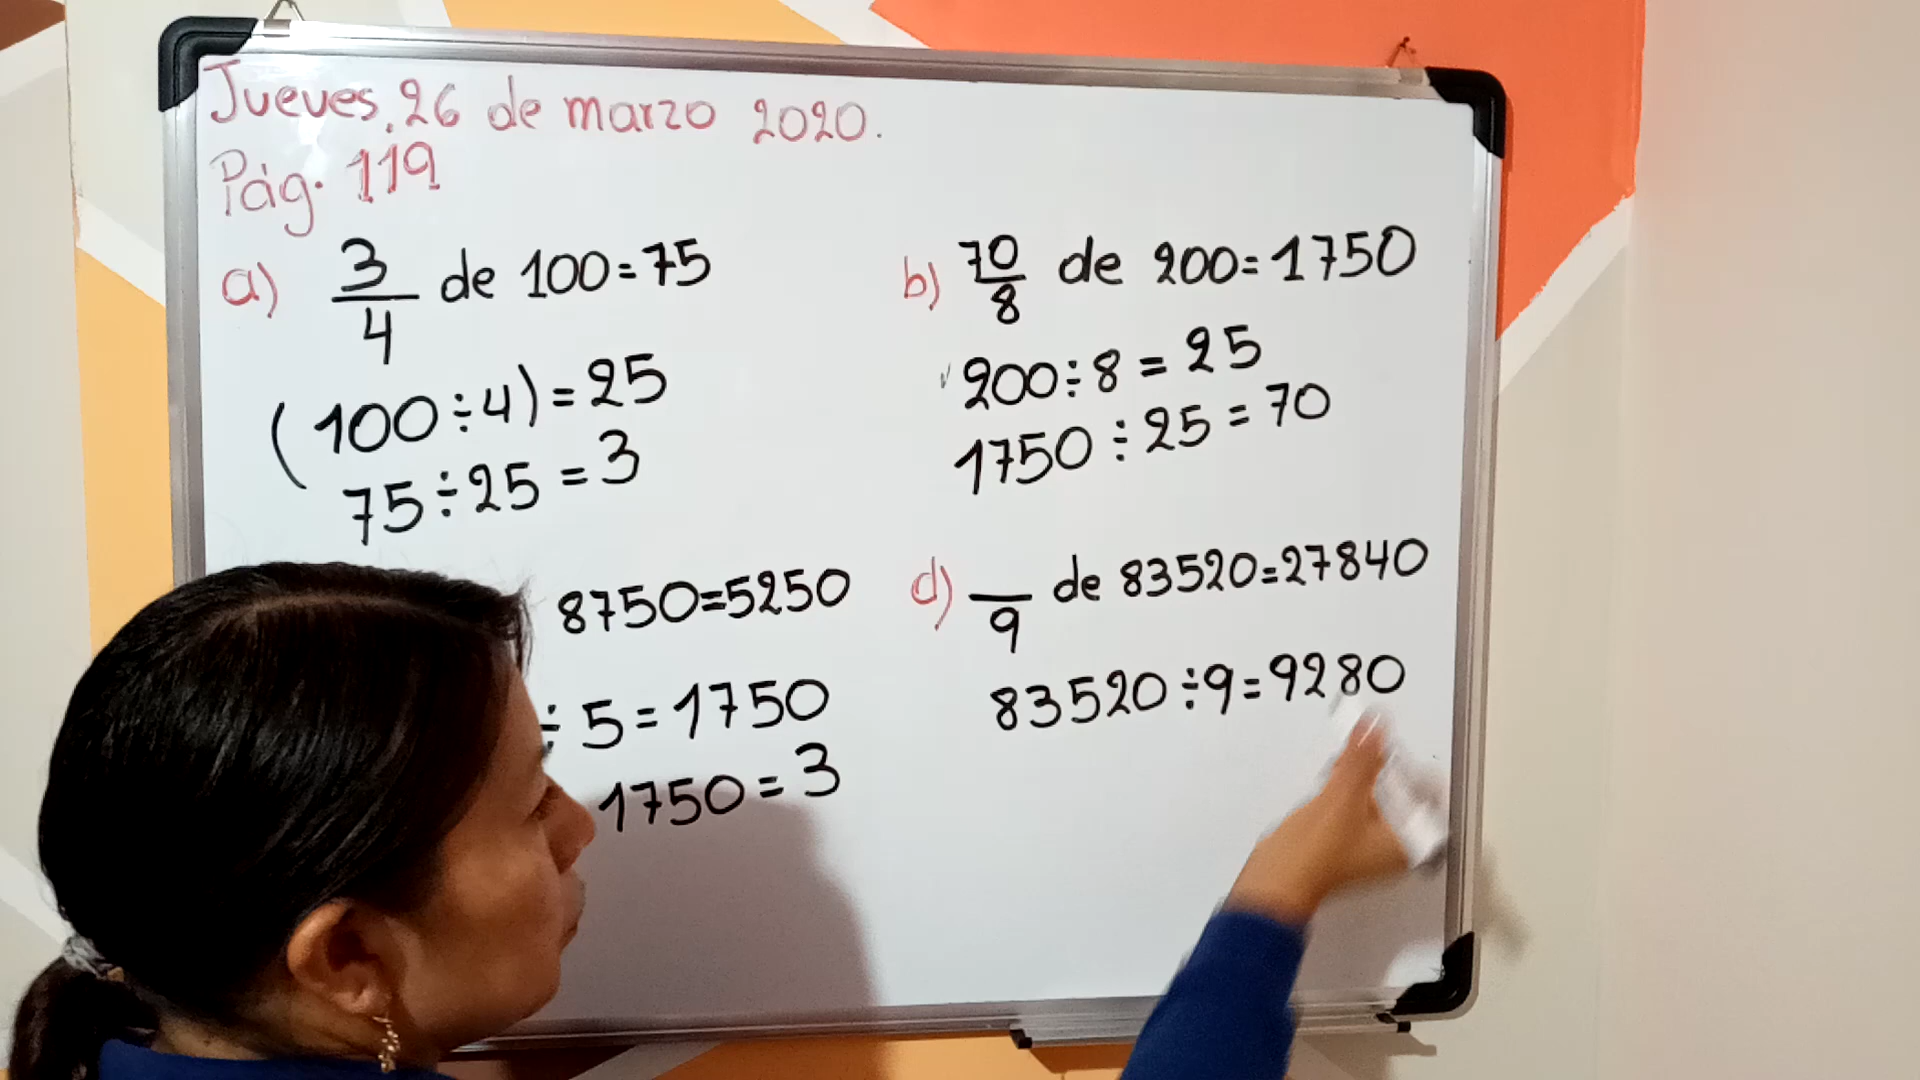 Jueves, 26 de marzo 2020.
Pág. 119
a) 3/4 de 100=75
(100÷4)=25
75÷25=3
b) 70/8 de 200=1750
200÷8=25
1750÷25=70
8750=5250
÷5=1750
1750=3
d) /9 de 83520=27840
83520÷9=9280